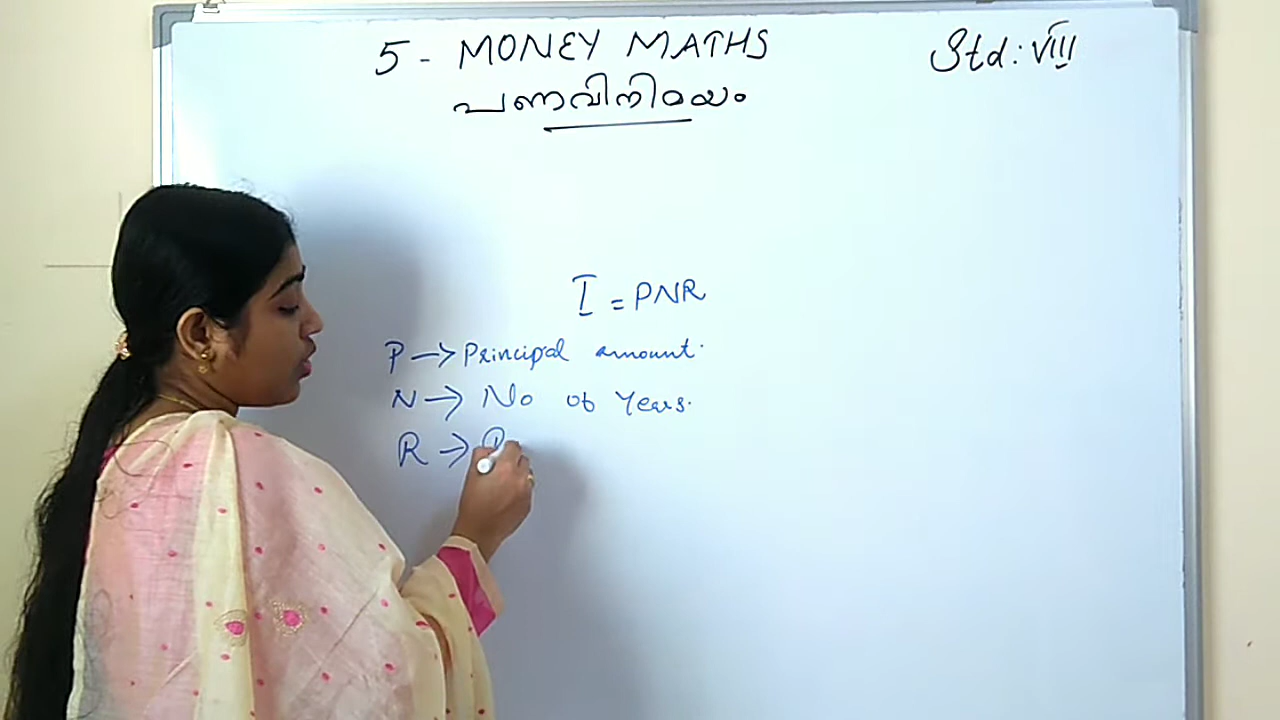 5 - MONEY MATHS
Std: VIII
പണവിനിമയം
I = PNR
P → Principal amount.
N → No of Years.
R → R